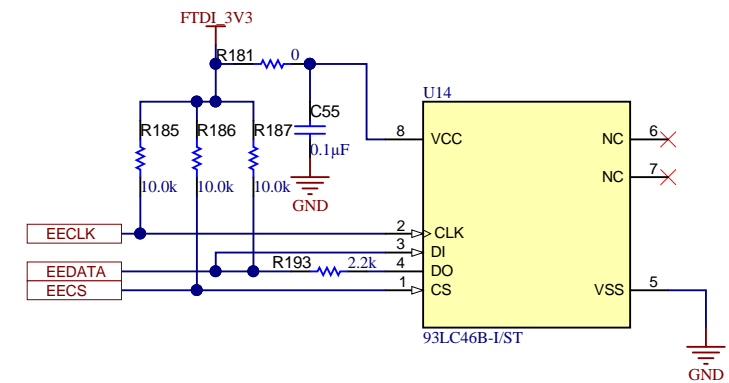 FTDI_3V3
R181 0
U14
C55
R185 R186 R187
8 VCC NC 6
0.1µF
NC 7
10.0k 10.0k 10.0k
GND
EECLK 2 CLK
3 DI
EEDATA R193 2.2k 4 DO
EECS 1 CS VSS 5
93LC46B-I/ST
GND